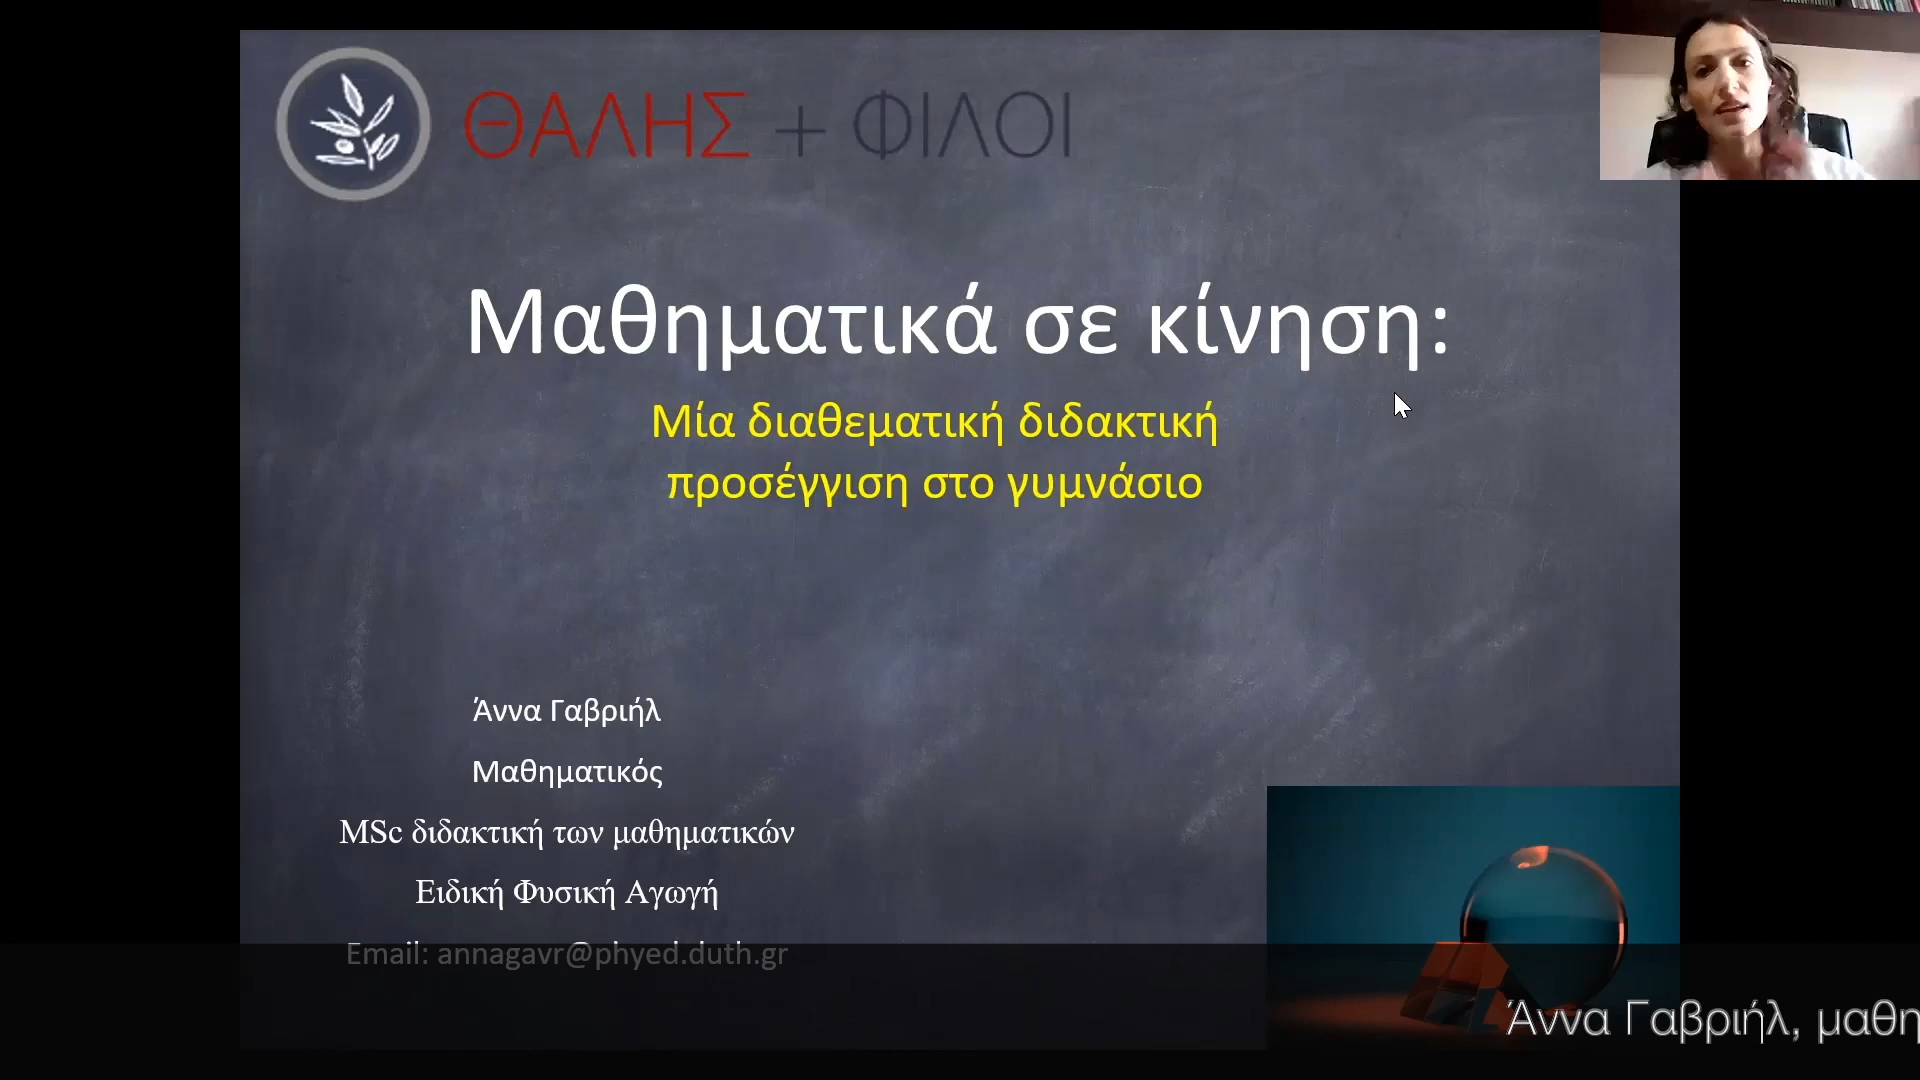 ΘΑΛΗΣ + ΦΙΛΟΙ
Μαθηματικά σε κίνηση:
Μία διαθεματική διδακτική
προσέγγιση στο γυμνάσιο
Άννα Γαβριήλ
Μαθηματικός
MSc διδακτική των μαθηματικών
Ειδική Φυσική Αγωγή
Email: annagavr@phyed.duth.gr
Άννα Γαβριήλ, μαθη